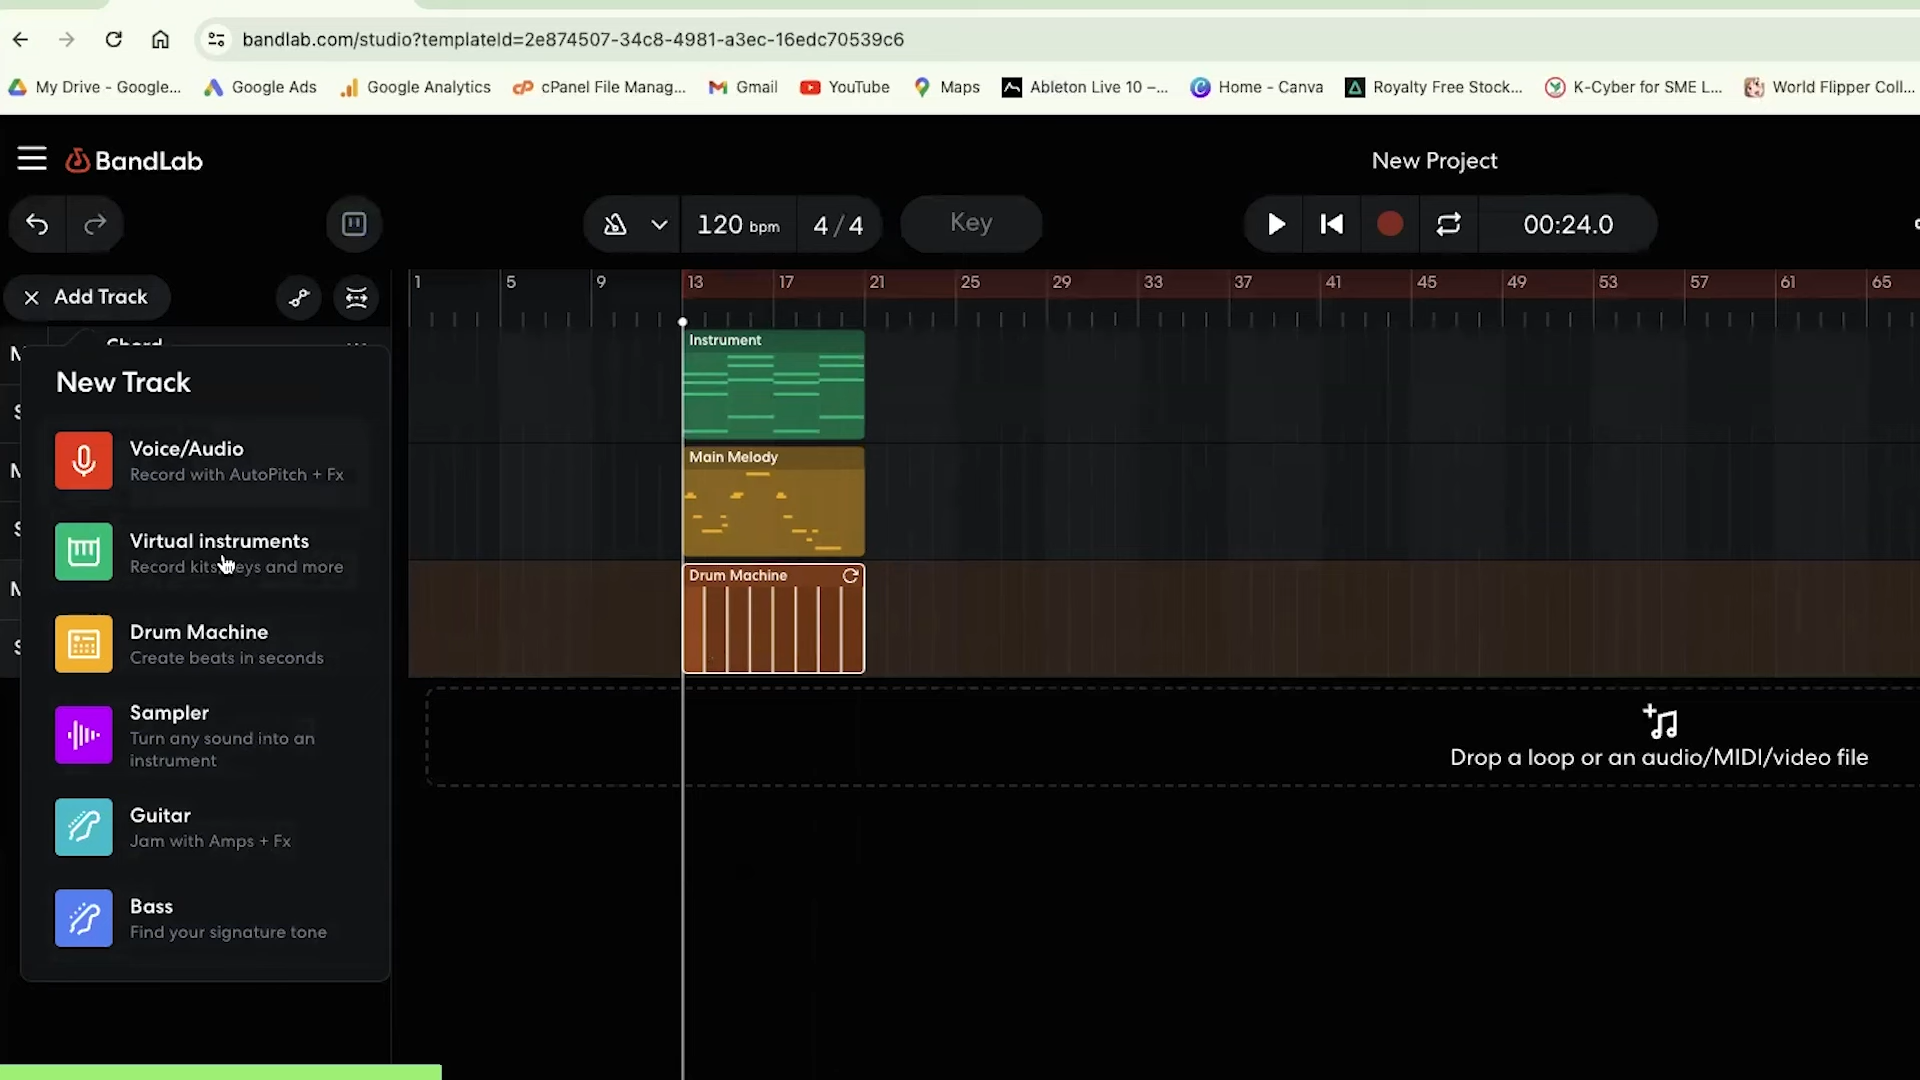 bandlab.com/studio?templateId=2e874507-34c8-4981-a3ec-16edc70539c6
My Drive - Google...
Google Ads
Google Analytics
cPanel File Manag...
Gmail
YouTube
Maps
Ableton Live 10 –...
Home - Canva
Royalty Free Stock...
K-Cyber for SME L...
World Flipper Coll...
BandLab
New Project
120 bpm
4 / 4
Key
00:24.0
Add Track
1 5 9 13 17 21 25 29 33 37 41 45 49 53 57 61 65
Chord
New Track
Voice/Audio
Record with AutoPitch + Fx
Virtual instruments
Record kits, keys and more
Drum Machine
Create beats in seconds
Sampler
Turn any sound into an
instrument
Guitar
Jam with Amps + Fx
Bass
Find your signature tone
M
S
M
S
M
S
Instrument
Main Melody
Drum Machine
Drop a loop or an audio/MIDI/video file